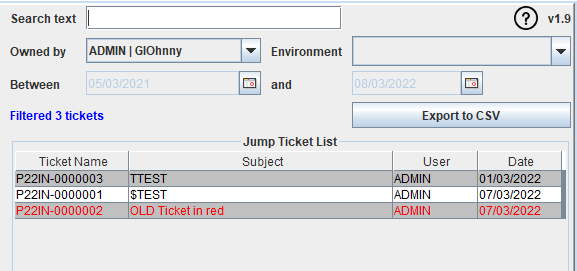 Search text ? v1.9
Owned by ADMIN | GIOhnny Environment
Between 05/03/2021 and 08/03/2022
Filtered 3 tickets Export to CSV
Jump Ticket List
Ticket Name Subject User Date
P22IN-0000003 TTEST ADMIN 01/03/2022
P22IN-0000001 $TEST ADMIN 07/03/2022
P22IN-0000002 OLD Ticket in red ADMIN 07/03/2022